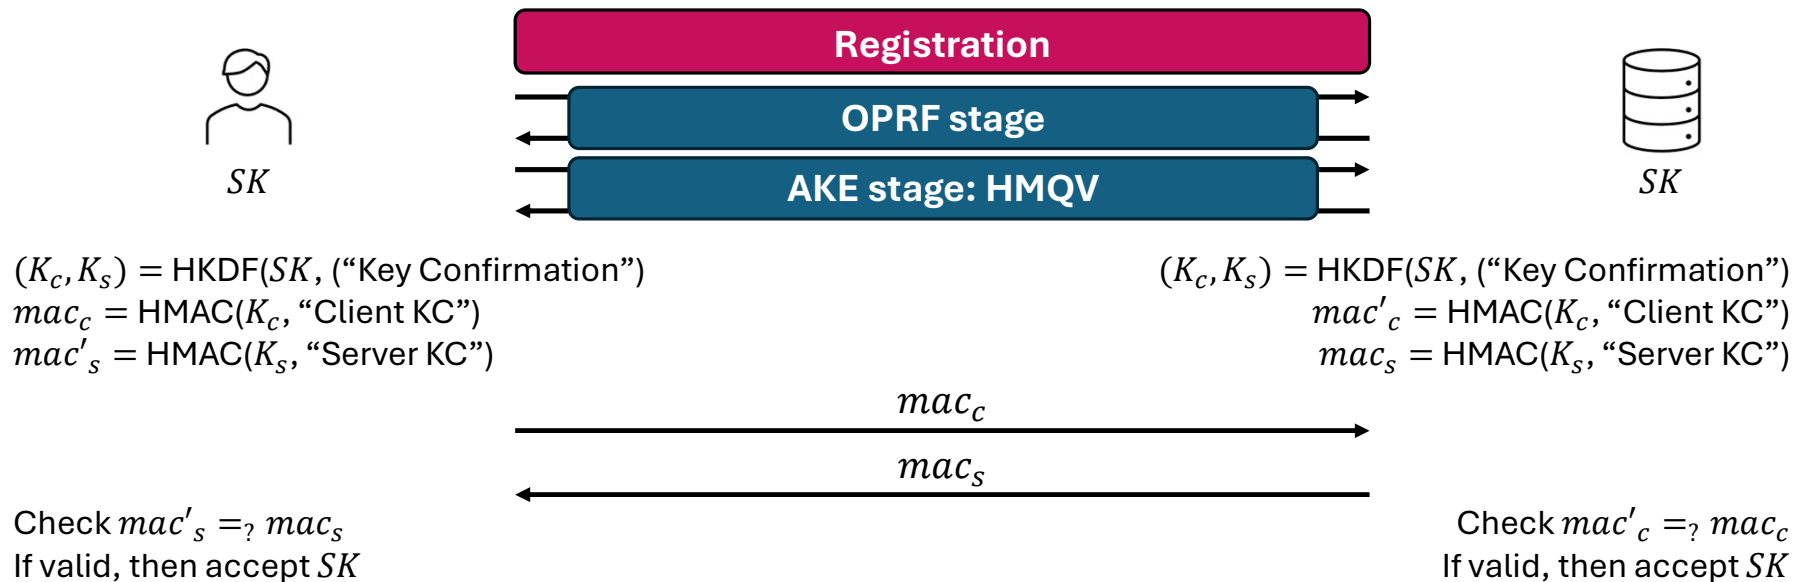 Registration
OPRF stage
AKE stage: HMQV
𝑆𝐾
𝑆𝐾
(𝐾_c, 𝐾_s) = HKDF(𝑆𝐾, (“Key Confirmation”)
𝑚𝑎𝑐_c = HMAC(𝐾_c, “Client KC”)
𝑚𝑎𝑐′_s = HMAC(𝐾_s, “Server KC”)
(𝐾_c, 𝐾_s) = HKDF(𝑆𝐾, (“Key Confirmation”)
𝑚𝑎𝑐′_c = HMAC(𝐾_c, “Client KC”)
𝑚𝑎𝑐_s = HMAC(𝐾_s, “Server KC”)
𝑚𝑎𝑐_c
𝑚𝑎𝑐_s
Check 𝑚𝑎𝑐′_s =_? 𝑚𝑎𝑐_s
If valid, then accept 𝑆𝐾
Check 𝑚𝑎𝑐′_c =_? 𝑚𝑎𝑐_c
If valid, then accept 𝑆𝐾